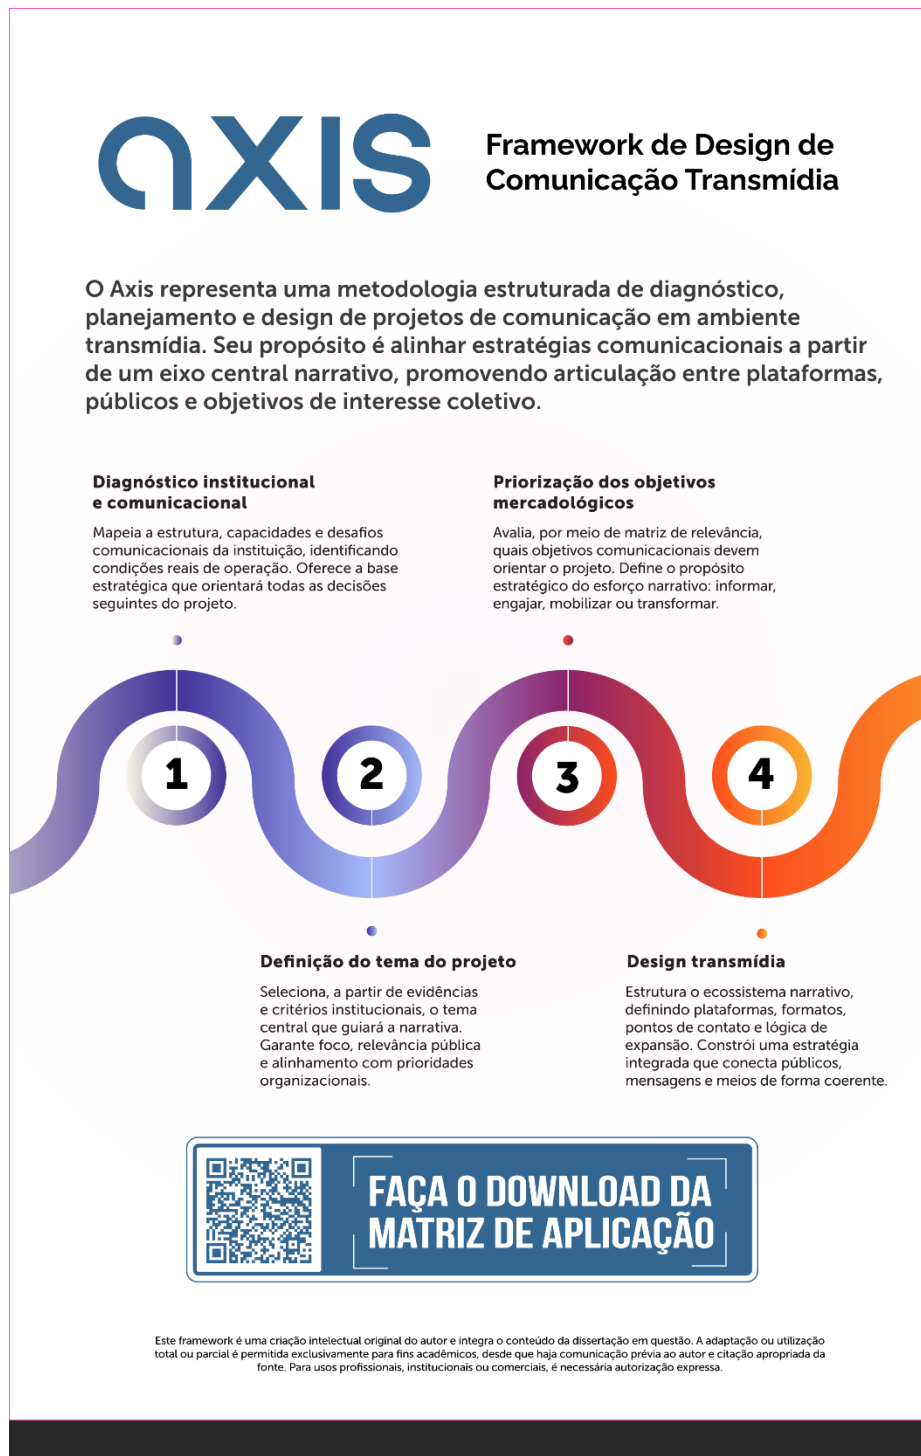 axis
Framework de Design de
Comunicação Transmídia
O Axis representa uma metodologia estruturada de diagnóstico,
planejamento e design de projetos de comunicação em ambiente
transmídia. Seu propósito é alinhar estratégias comunicacionais a partir
de um eixo central narrativo, promovendo articulação entre plataformas,
públicos e objetivos de interesse coletivo.
Diagnóstico institucional
e comunicacional
Mapeia a estrutura, capacidades e desafios
comunicacionais da instituição, identificando
condições reais de operação. Oferece a base
estratégica que orientará todas as decisões
seguintes do projeto.
Priorização dos objetivos
mercadológicos
Avalia, por meio de matriz de relevância,
quais objetivos comunicacionais devem
orientar o projeto. Define o propósito
estratégico do esforço narrativo: informar,
engajar, mobilizar ou transformar.
1
2
3
4
Definição do tema do projeto
Seleciona, a partir de evidências
e critérios institucionais, o tema
central que guiará a narrativa.
Garante foco, relevância pública
e alinhamento com prioridades
organizacionais.
Design transmídia
Estrutura o ecossistema narrativo,
definindo plataformas, formatos,
pontos de contato e lógica de
expansão. Constrói uma estratégia
integrada que conecta públicos,
mensagens e meios de forma coerente.
FAÇA O DOWNLOAD DA
MATRIZ DE APLICAÇÃO
Este framework é uma criação intelectual original do autor e integra o conteúdo da dissertação em questão. A adaptação ou utilização
total ou parcial é permitida exclusivamente para fins acadêmicos, desde que haja comunicação prévia ao autor e citação apropriada da
fonte. Para usos profissionais, institucionais ou comerciais, é necessária autorização expressa.